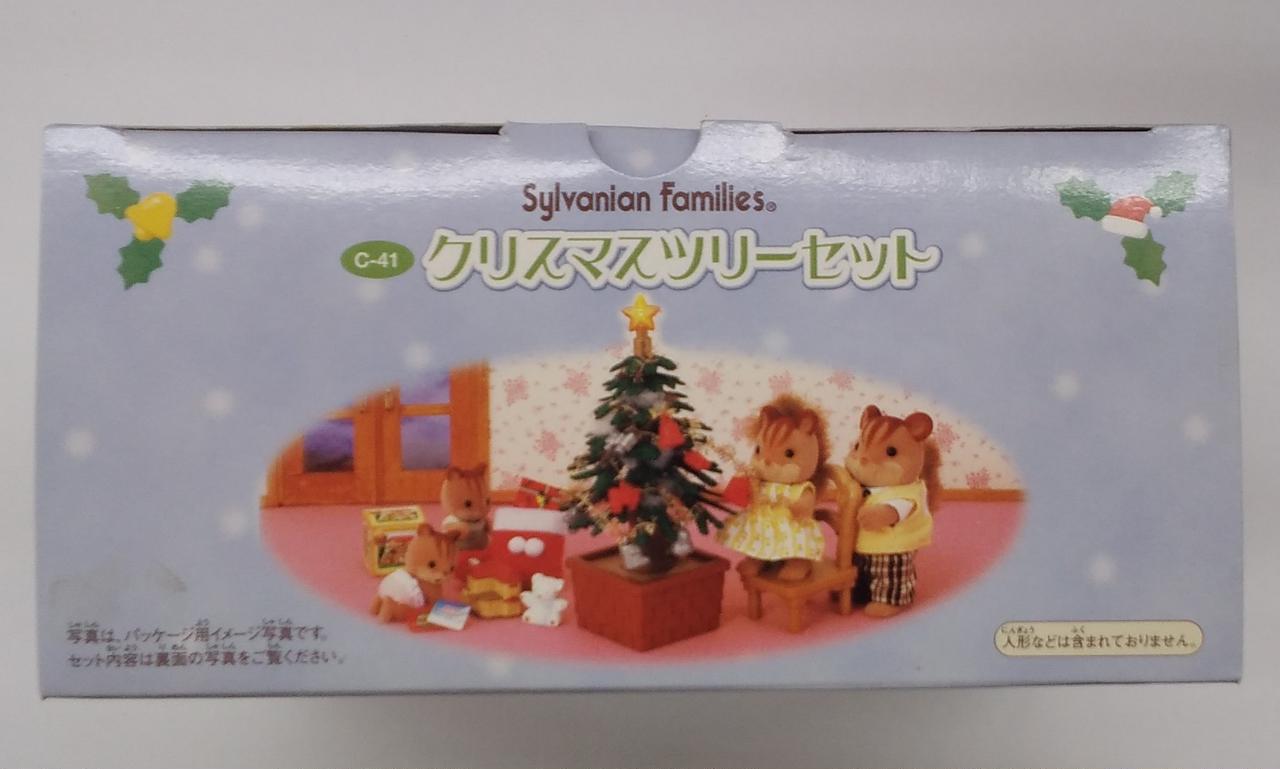 Sylvanian Families®
C-41 クリスマスツリーセット
写真は、パッケージ用イメージ写真です。
セット内容は裏面の写真をご覧ください。
人形などは含まれておりません。